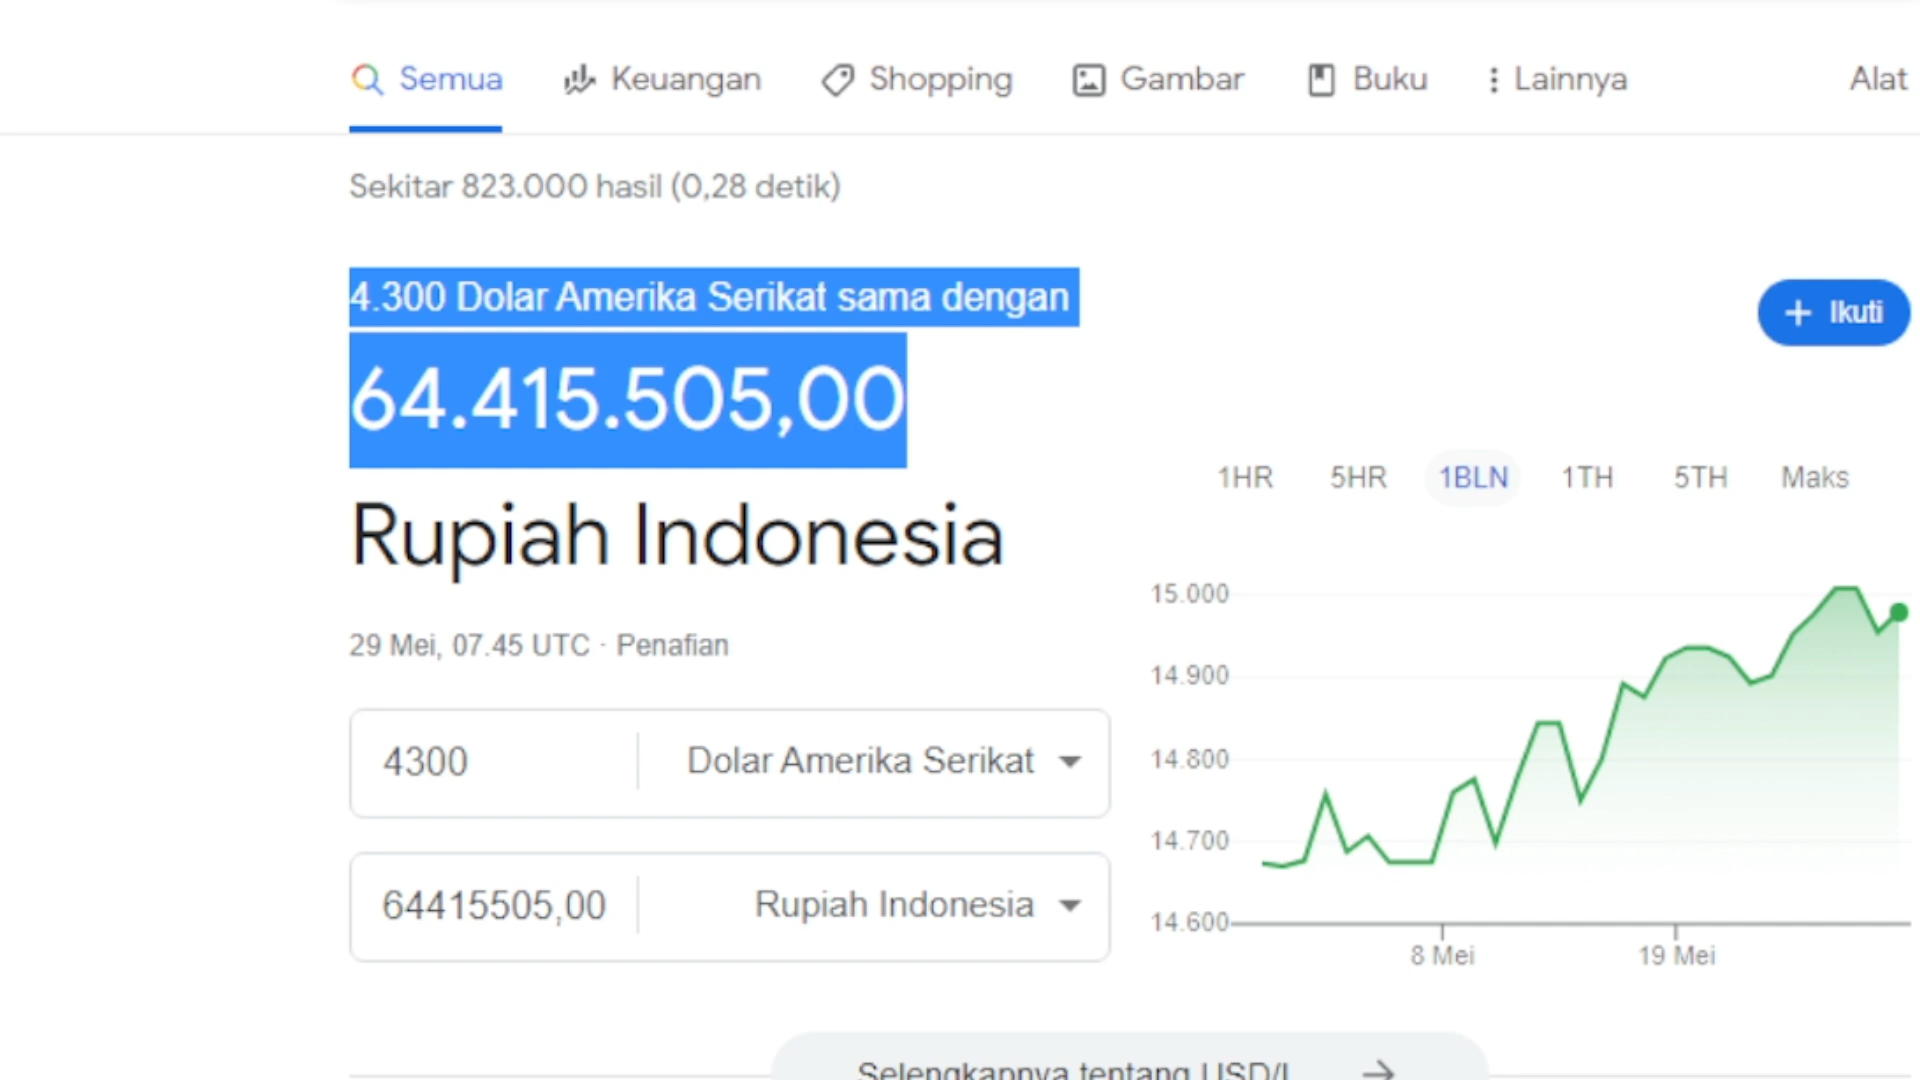 Semua Keuangan Shopping Gambar Buku Lainnya Alat
Sekitar 823.000 hasil (0,28 detik)
4.300 Dolar Amerika Serikat sama dengan
64.415.505,00
Rupiah Indonesia
29 Mei, 07.45 UTC · Penafian
4300 Dolar Amerika Serikat
64415505,00 Rupiah Indonesia
+ Ikuti
1HR 5HR 1BLN 1TH 5TH Maks
15.000
14.900
14.800
14.700
14.600
8 Mei 19 Mei
Selengkapnya tentang